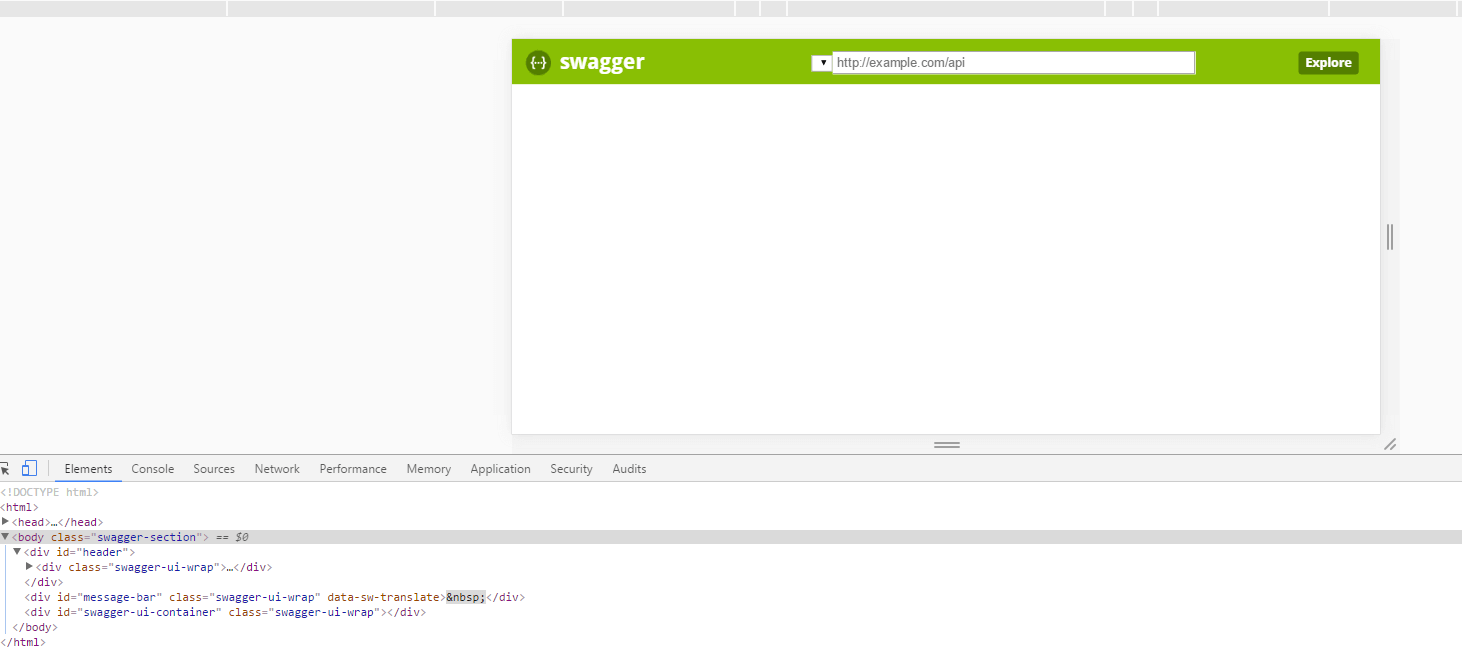 {···} swagger ▼ http://example.com/api Explore
Elements Console Sources Network Performance Memory Application Security Audits
<!DOCTYPE html>
<html>
▶<head>…</head>
▼<body class="swagger-section"> == $0
▼<div id="header">
▶<div class="swagger-ui-wrap">…</div>
</div>
<div id="message-bar" class="swagger-ui-wrap" data-sw-translate>&nbsp;</div>
<div id="swagger-ui-container" class="swagger-ui-wrap"></div>
</body>
</html>